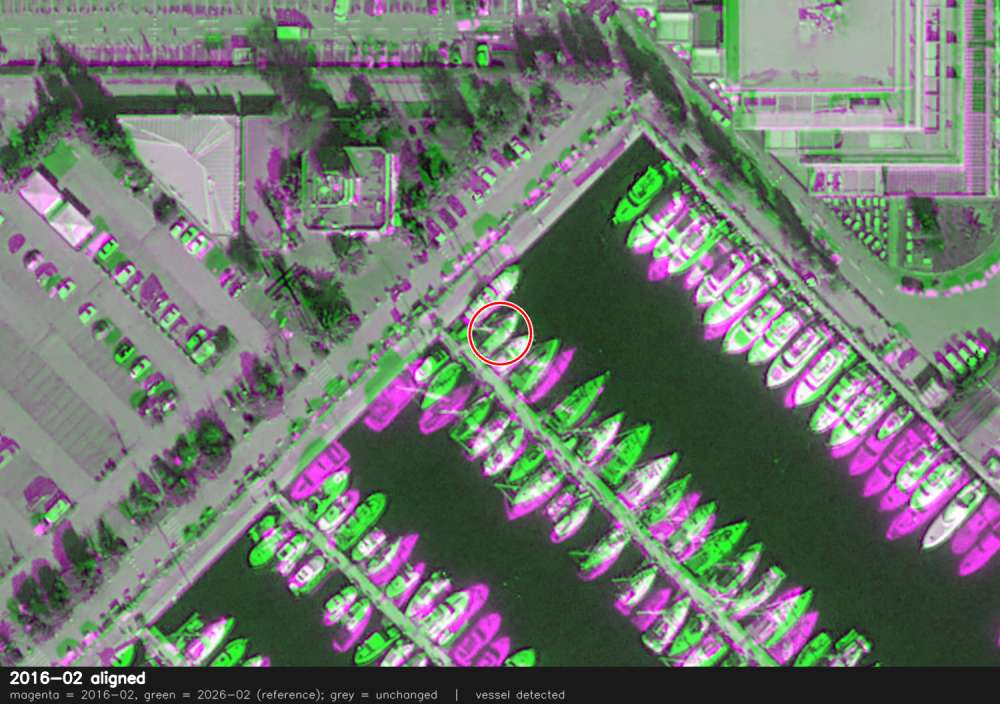 2016-02 aligned
magenta = 2016-02, green = 2026-02 (reference); grey = unchanged | vessel detected